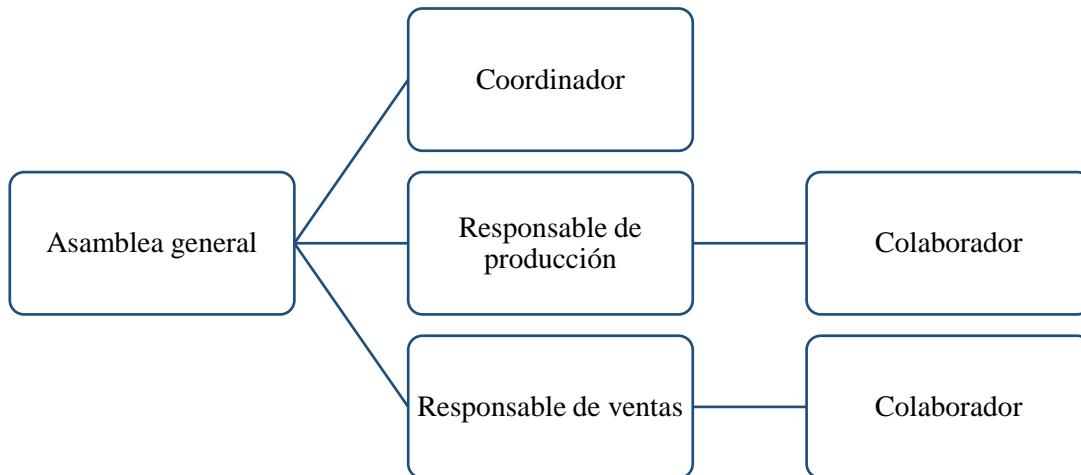 Coordinador
Asamblea general
Responsable de
producción
Colaborador
Responsable de ventas
Colaborador